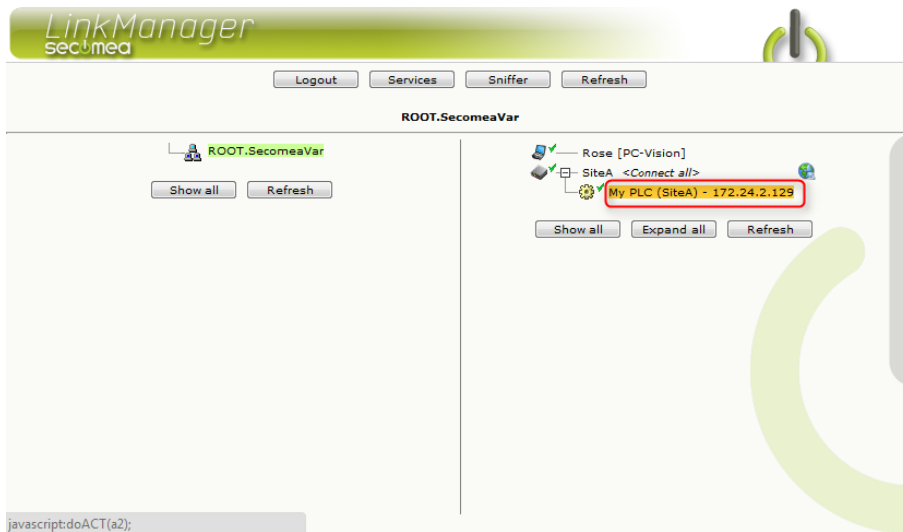 LinkManager
secomea
Logout Services Sniffer Refresh
ROOT.SecomeaVar
ROOT.SecomeaVar
Show all Refresh
Rose [PC-Vision]
SiteA <Connect all>
My PLC (SiteA) - 172.24.2.129
Show all Expand all Refresh
javascript:doACT(a2);